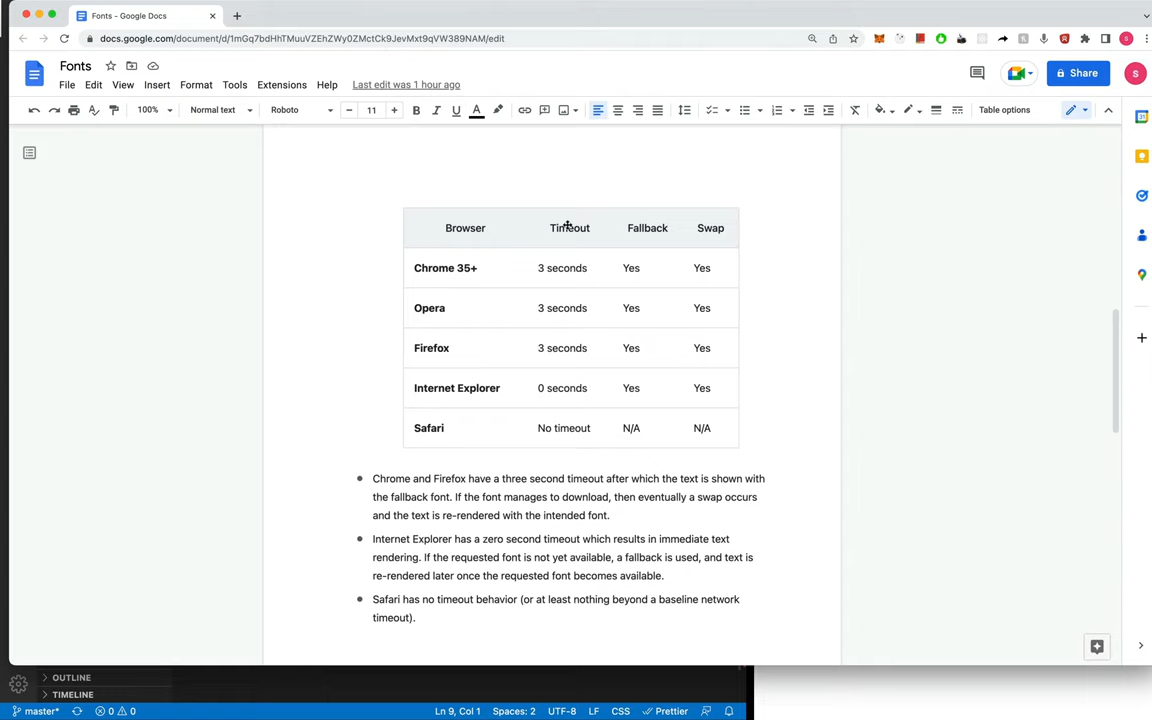 Fonts - Google Docs
docs.google.com/document/d/1mGq7bdHhTMuuVZEhZWy0ZMctCk9JevMxt9qVW389NAM/edit
Fonts
File Edit View Insert Format Tools Extensions Help Last edit was 1 hour ago
Share
S
100% Normal text Roboto 11 Table options
Browser Timeout Fallback Swap
Chrome 35+ 3 seconds Yes Yes
Opera 3 seconds Yes Yes
Firefox 3 seconds Yes Yes
Internet Explorer 0 seconds Yes Yes
Safari No timeout N/A N/A
Chrome and Firefox have a three second timeout after which the text is shown with
the fallback font. If the font manages to download, then eventually a swap occurs
and the text is re-rendered with the intended font.
Internet Explorer has a zero second timeout which results in immediate text
rendering. If the requested font is not yet available, a fallback is used, and text is
re-rendered later once the requested font becomes available.
Safari has no timeout behavior (or at least nothing beyond a baseline network
timeout).
OUTLINE
TIMELINE
master* 0 0 Ln 9, Col 1 Spaces: 2 UTF-8 LF CSS Prettier